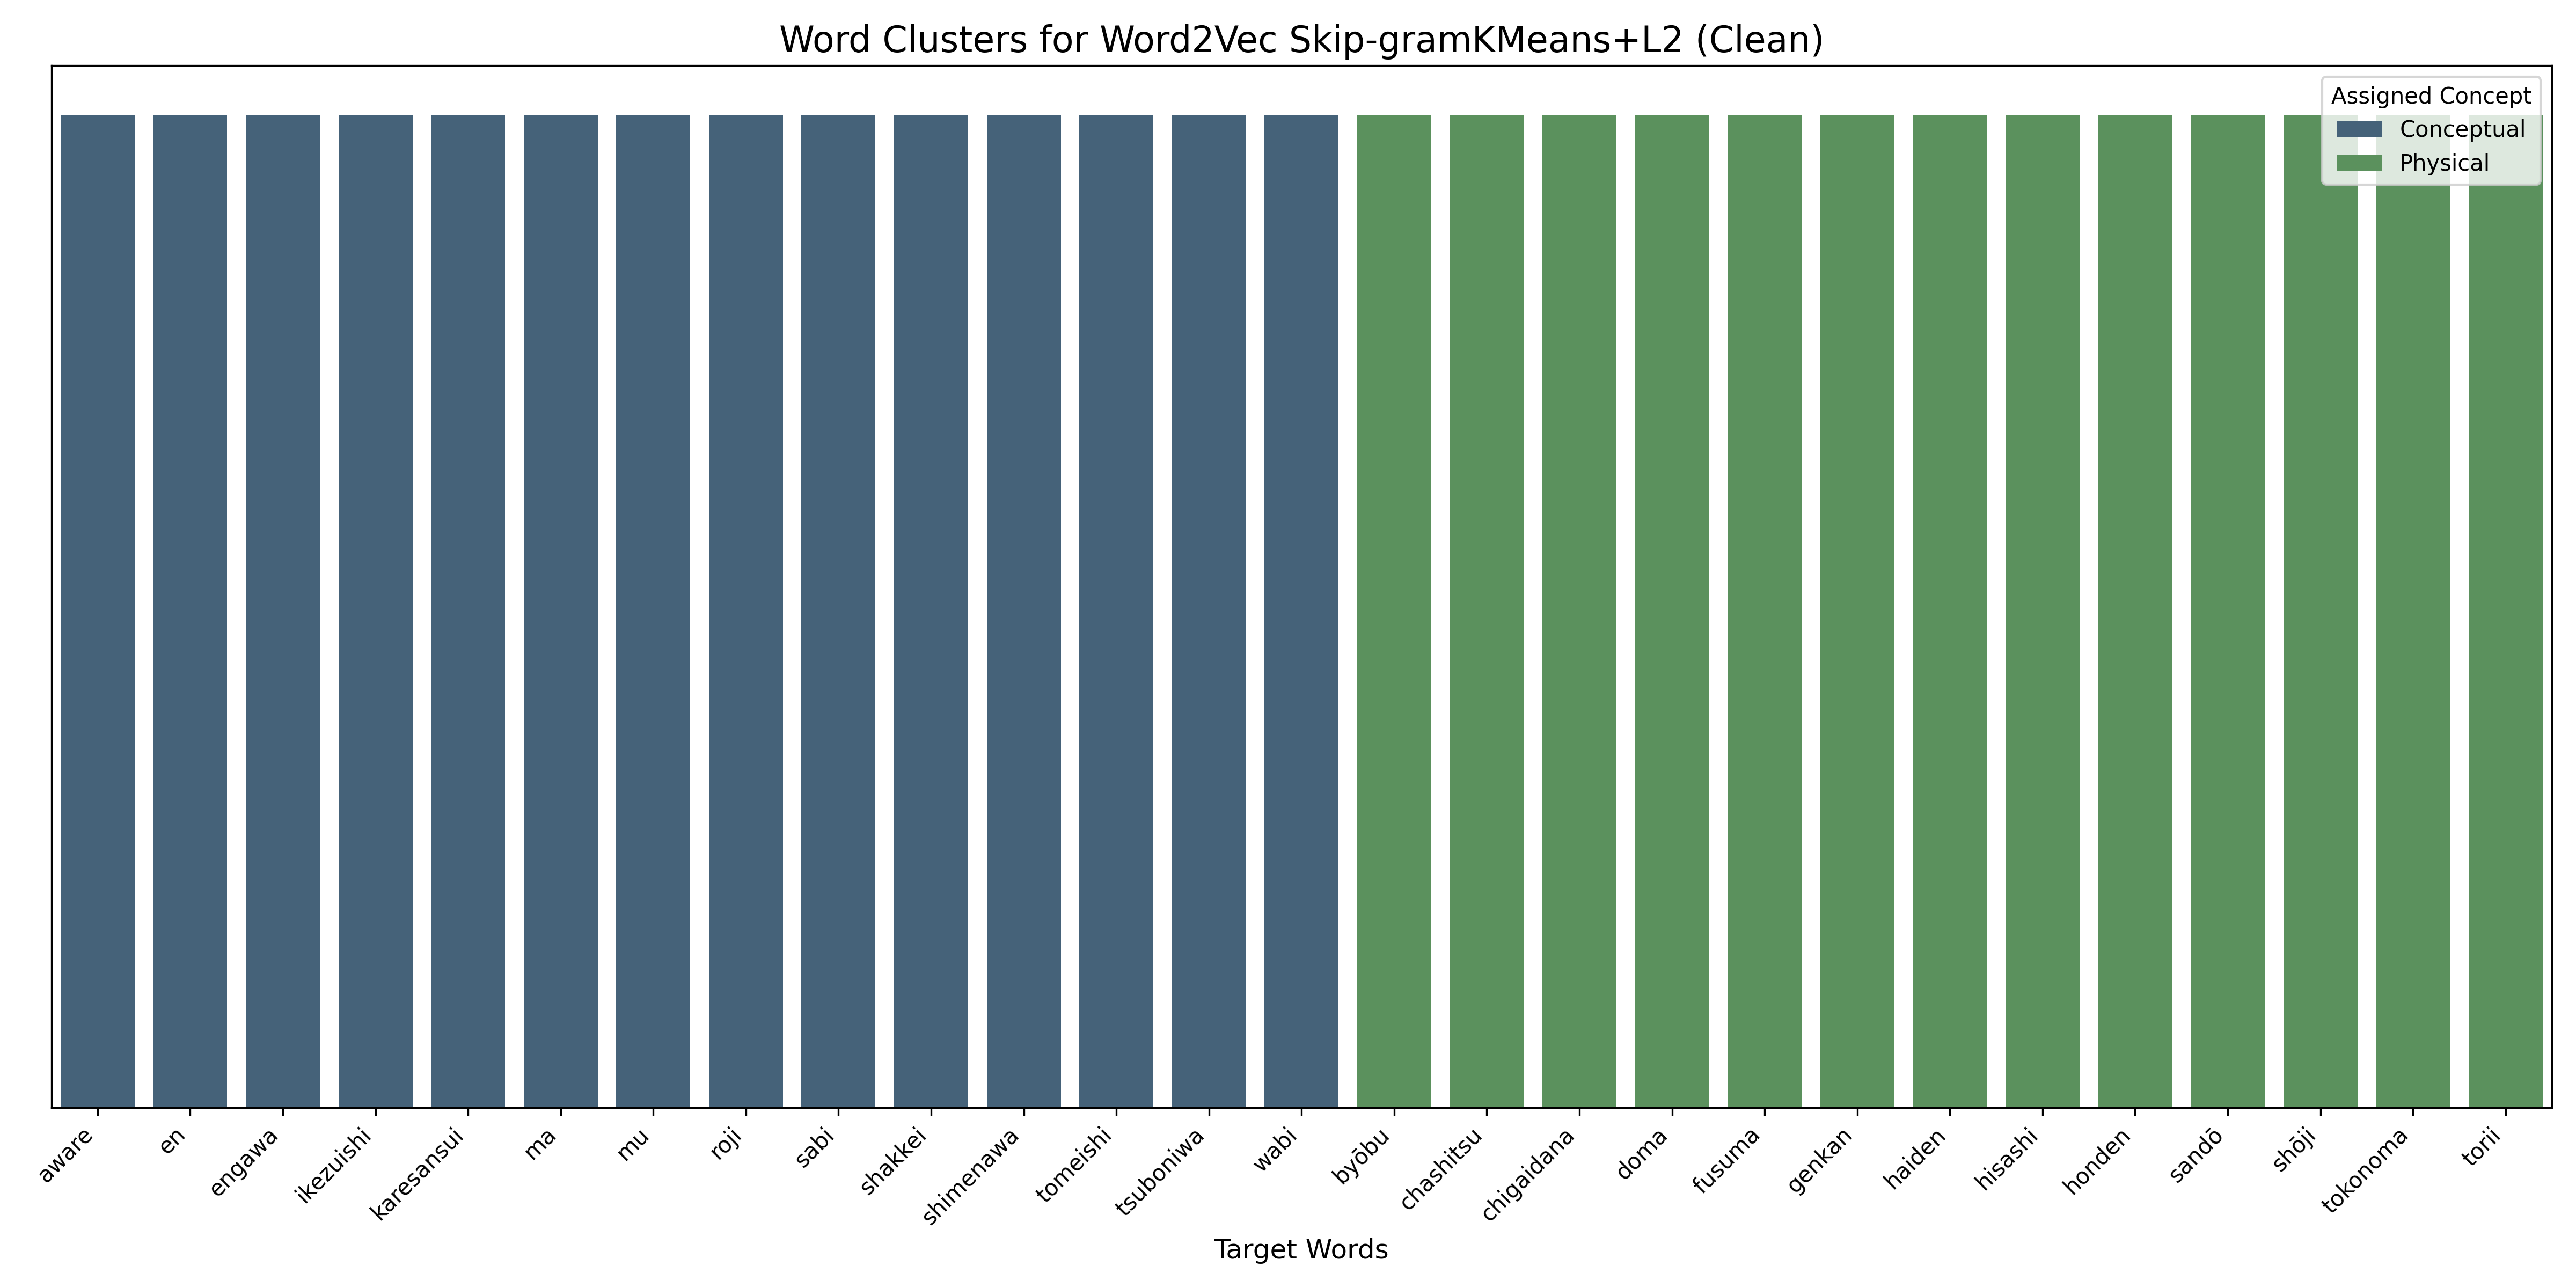 Word Clusters for Word2Vec Skip-gramKMeans+L2 (Clean)
Assigned Concept
Conceptual
Physical
aware
en
engawa
ikezuishi
karesansui
ma
mu
roji
sabi
shakkei
shimenawa
tomeishi
tsuboniwa
wabi
byōbu
chashitsu
chigaidana
doma
fusuma
genkan
haiden
hisashi
honden
sandō
shōji
tokonoma
torii
Target Words